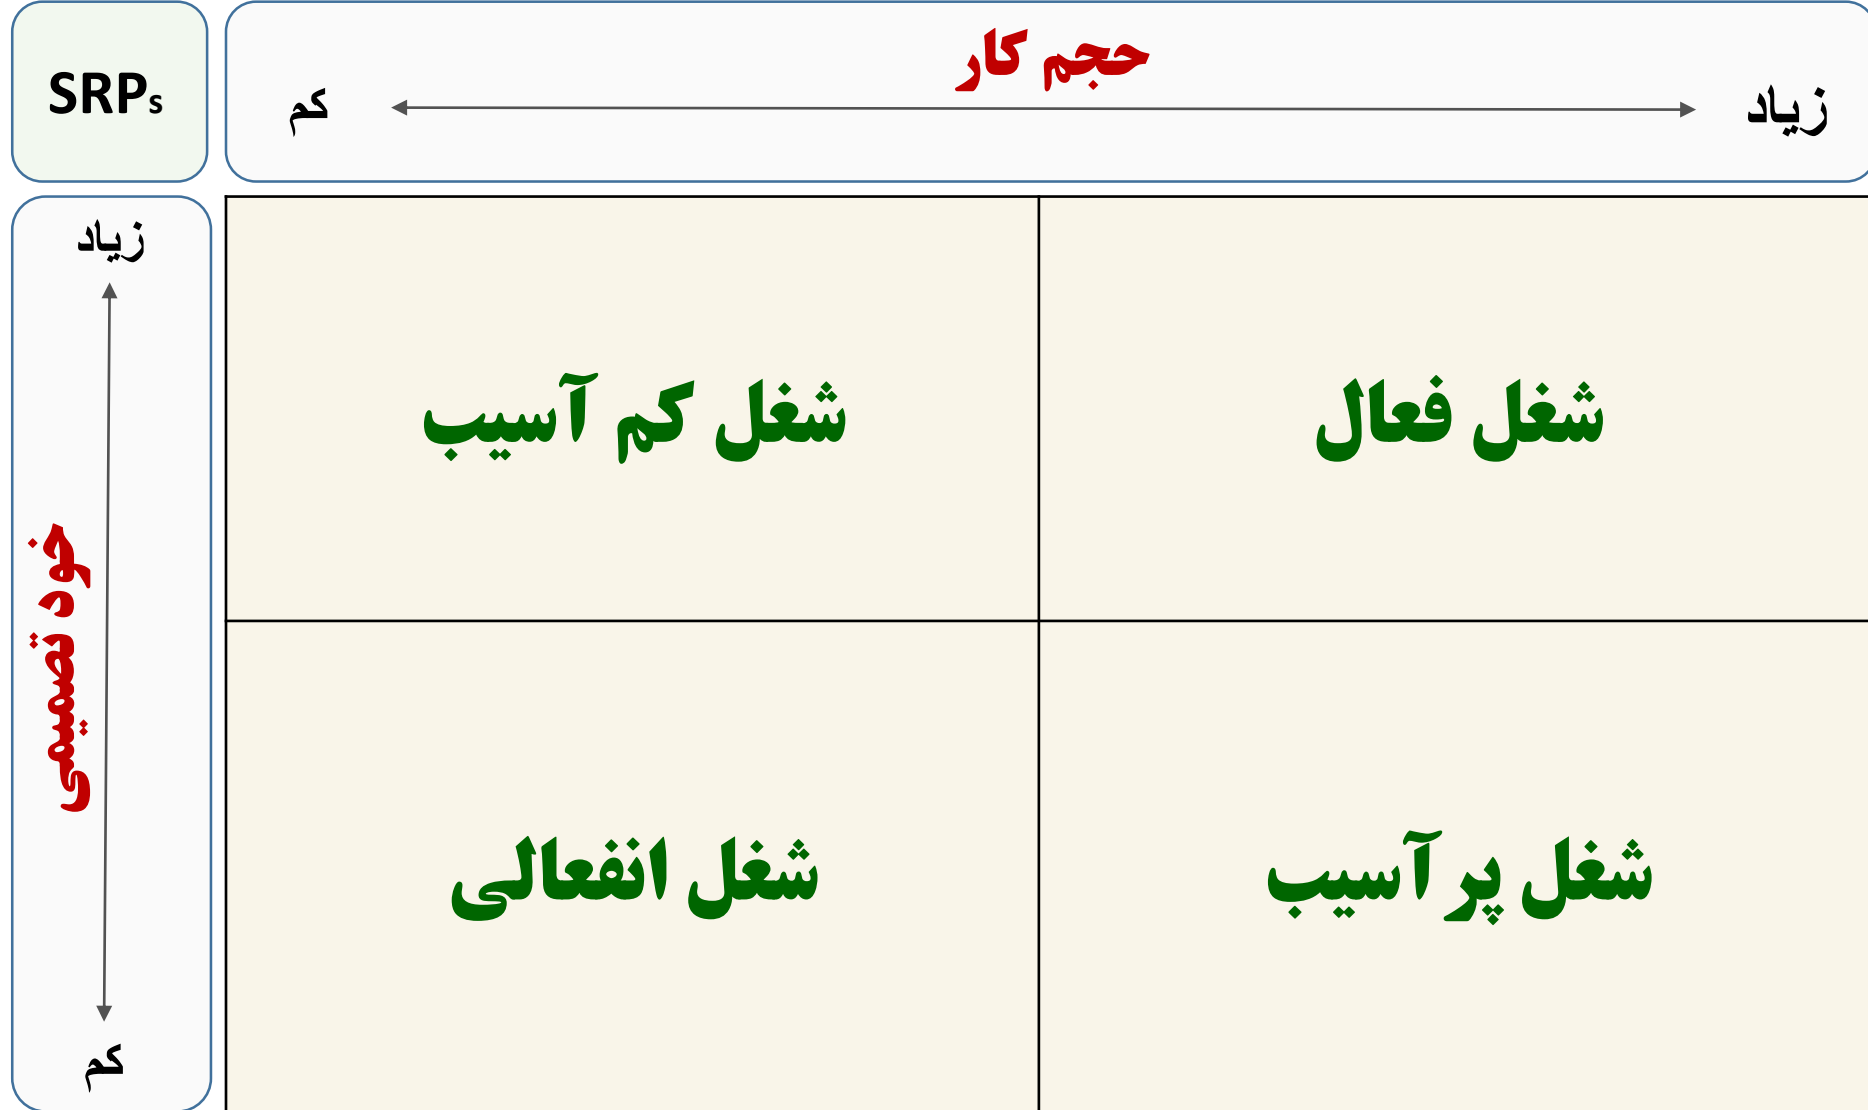 SRPs
حجم کار
کم
زیاد
زیاد
خود تصمیمی
کم
شغل کم آسیب
شغل فعال
شغل انفعالی
شغل پر آسیب